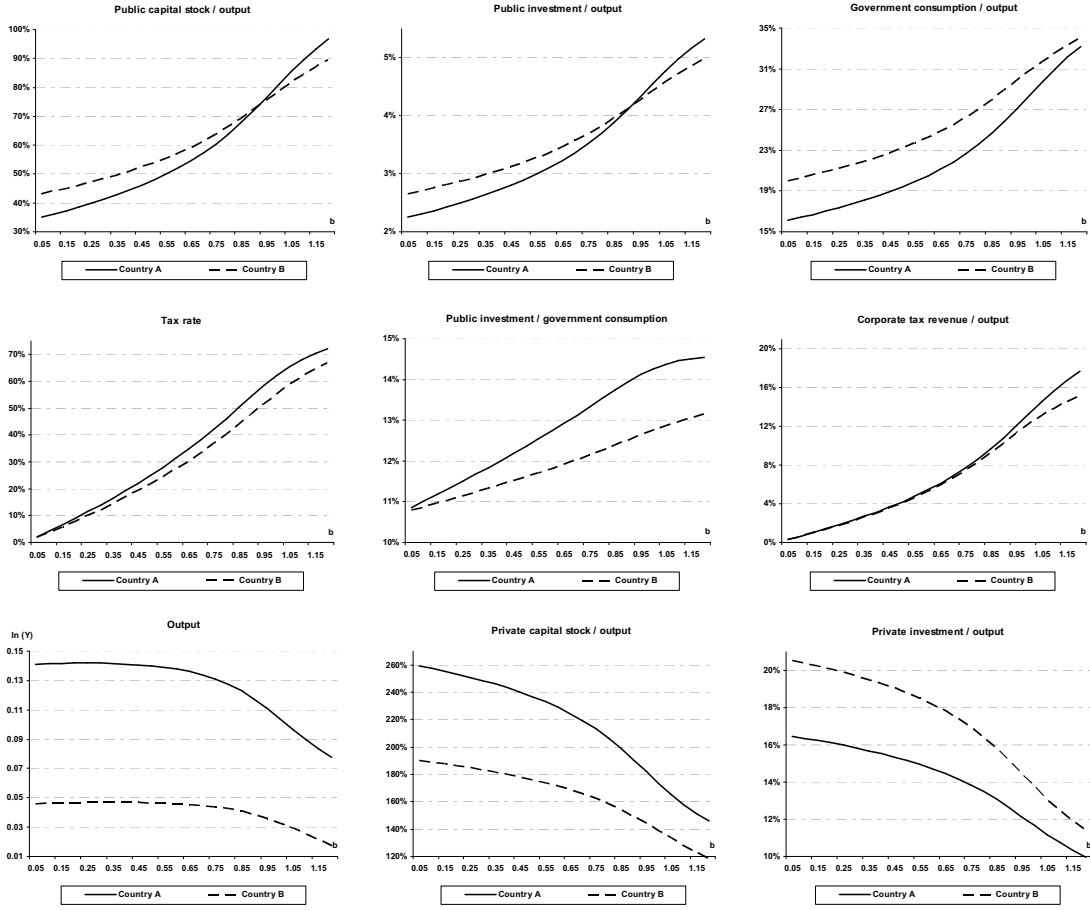 Public capital stock / output
100%
90%
80%
70%
60%
50%
40%
30%
b
0.05 0.15 0.25 0.35 0.45 0.55 0.65 0.75 0.85 0.95 1.05 1.15
Country A Country B
Public investment / output
5%
4%
3%
2%
b
0.05 0.15 0.25 0.35 0.45 0.55 0.65 0.75 0.85 0.95 1.05 1.15
Country A Country B
Government consumption / output
35%
31%
27%
23%
19%
15%
b
0.05 0.15 0.25 0.35 0.45 0.55 0.65 0.75 0.85 0.95 1.05 1.15
Country A Country B
Tax rate
70%
60%
50%
40%
30%
20%
10%
0%
b
0.05 0.15 0.25 0.35 0.45 0.55 0.65 0.75 0.85 0.95 1.05 1.15
Country A Country B
Public investment / government consumption
15%
14%
13%
12%
11%
10%
b
0.05 0.15 0.25 0.35 0.45 0.55 0.65 0.75 0.85 0.95 1.05 1.15
Country A Country B
Corporate tax revenue / output
20%
16%
12%
8%
4%
0%
b
0.05 0.15 0.25 0.35 0.45 0.55 0.65 0.75 0.85 0.95 1.05 1.15
Country A Country B
Output
ln (Y)
0.15
0.13
0.11
0.09
0.07
0.05
0.03
0.01
b
0.05 0.15 0.25 0.35 0.45 0.55 0.65 0.75 0.85 0.95 1.05 1.15
Country A Country B
Private capital stock / output
260%
240%
220%
200%
180%
160%
140%
120%
b
0.05 0.15 0.25 0.35 0.45 0.55 0.65 0.75 0.85 0.95 1.05 1.15
Country A Country B
Private investment / output
20%
18%
16%
14%
12%
10%
b
0.05 0.15 0.25 0.35 0.45 0.55 0.65 0.75 0.85 0.95 1.05 1.15
Country A Country B